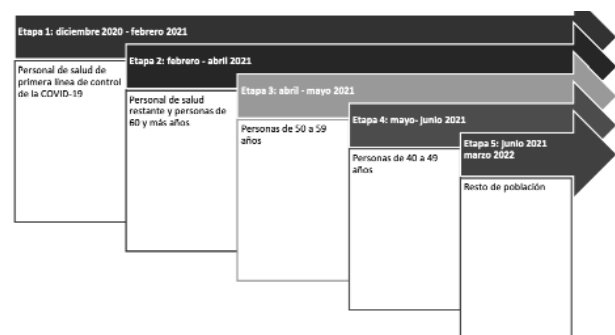 Etapa 1: diciembre 2020 - febrero 2021
Personal de salud de
primera línea de control
de la COVID-19
Etapa 2: febrero - abril 2021
Personal de salud
restante y personas de
60 y más años
Etapa 3: abril - mayo 2021
Personas de 50 a 59
años
Etapa 4: mayo- junio 2021
Personas de 40 a 49
años
Etapa 5: junio 2021
marzo 2022
Resto de población